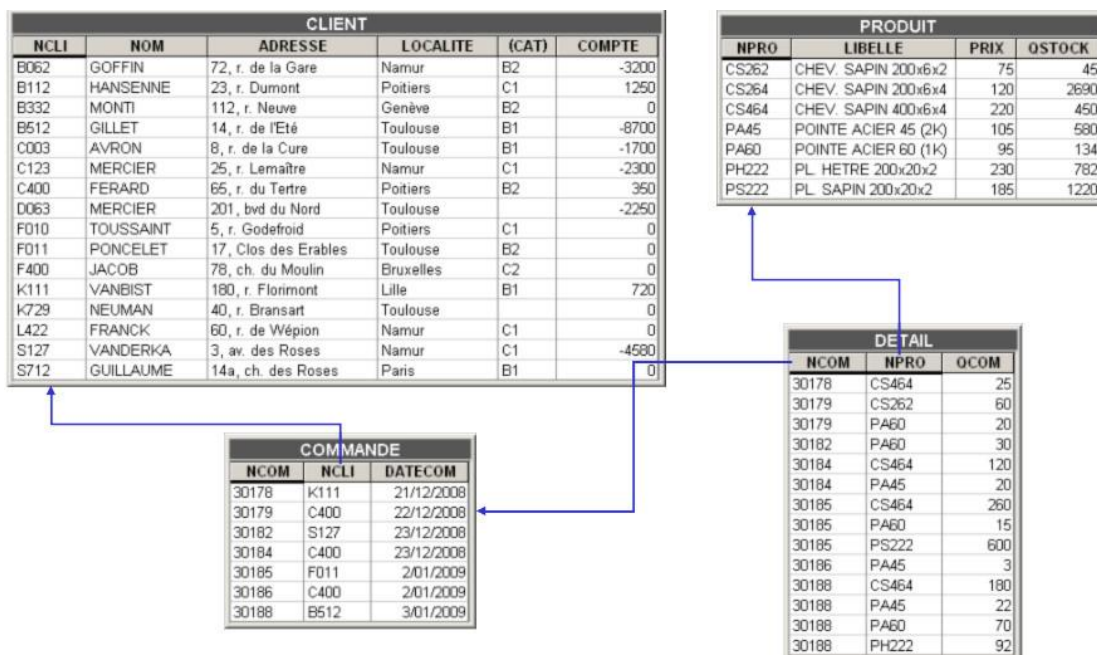 CLIENT
NCLI NOM ADRESSE LOCALITE (CAT) COMPTE
B062 GOFFIN 72, r. de la Gare Namur B2 -3200
B112 HANSENNE 23, r. Dumont Poitiers C1 1250
B332 MONTI 112, r. Neuve Genève B2 0
B512 GILLET 14, r. de l'Eté Toulouse B1 -8700
C003 AVRON 8, r. de la Cure Toulouse B1 -1700
C123 MERCIER 25, r. Lemaître Namur C1 -2300
C400 FERARD 65, r. du Tertre Poitiers B2 350
D063 MERCIER 201, bvd du Nord Toulouse -2250
F010 TOUSSAINT 5, r. Godefroid Poitiers C1 0
F011 PONCELET 17, Clos des Erables Toulouse B2 0
F400 JACOB 78, ch. du Moulin Bruxelles C2 0
K111 VANBIST 180, r. Florimont Lille B1 720
K729 NEUMAN 40, r. Bransart Toulouse 0
L422 FRANCK 60, r. de Wépion Namur C1 0
S127 VANDERKA 3, av. des Roses Namur C1 -4580
S712 GUILLAUME 14a, ch. des Roses Paris B1 0
PRODUIT
NPRO LIBELLE PRIX QSTOCK
CS262 CHEV. SAPIN 200x6x2 75 45
CS264 CHEV. SAPIN 200x6x4 120 2690
CS464 CHEV. SAPIN 400x6x4 220 450
PA45 POINTE ACIER 45 (2K) 105 580
PA60 POINTE ACIER 60 (1K) 95 134
PH222 PL. HETRE 200x20x2 230 782
PS222 PL. SAPIN 200x20x2 185 1220
COMMANDE
NCOM NCLI DATECOM
30178 K111 21/12/2008
30179 C400 22/12/2008
30182 S127 23/12/2008
30184 C400 23/12/2008
30185 F011 2/01/2009
30186 C400 2/01/2009
30188 B512 3/01/2009
DETAIL
NCOM NPRO QCOM
30178 CS464 25
30179 CS262 60
30179 PA60 20
30182 PA60 30
30184 CS464 120
30184 PA45 20
30185 CS464 260
30185 PA60 15
30185 PS222 600
30186 PA45 3
30188 CS464 180
30188 PA45 22
30188 PA60 70
30188 PH222 92